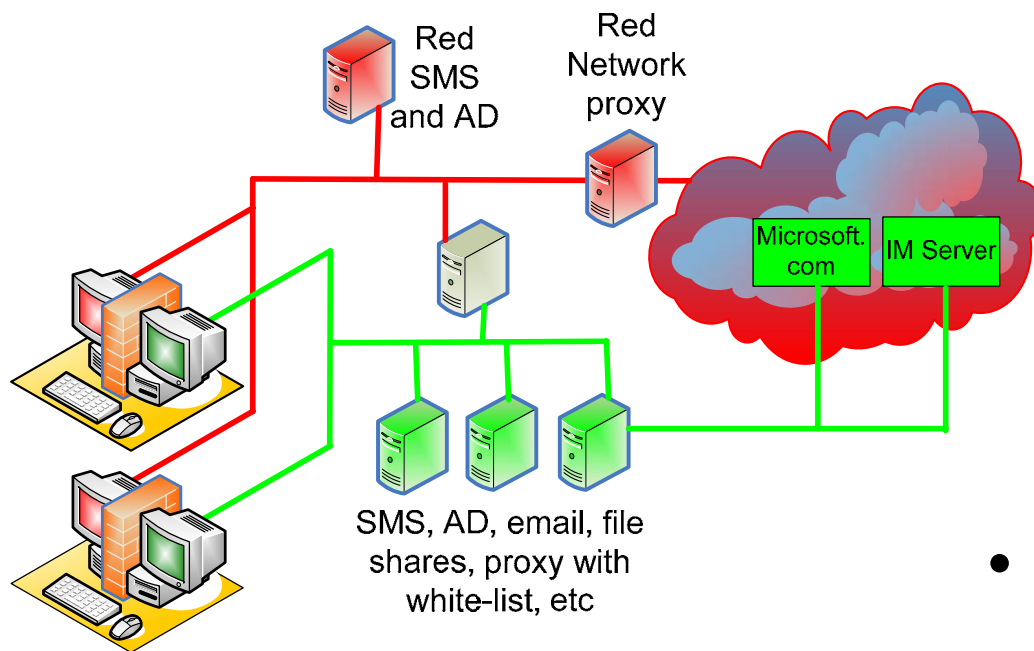 Red
SMS
and AD
Red
Network
proxy
Microsoft.
com
IM Server
SMS, AD, email, file
shares, proxy with
white-list, etc